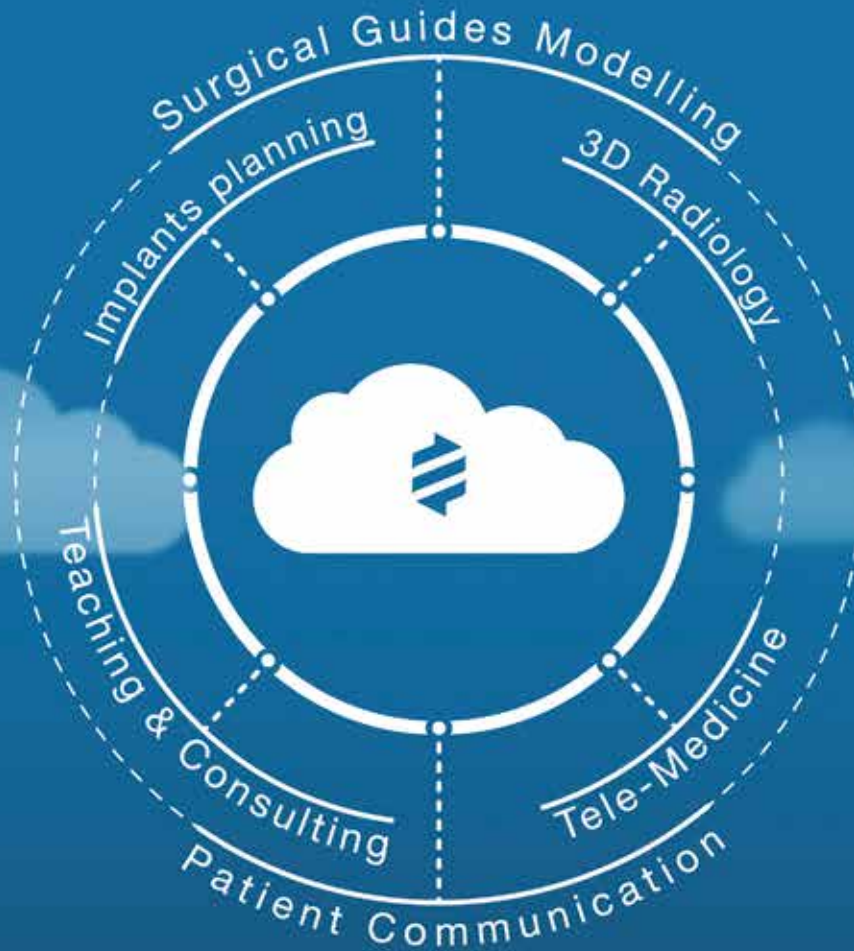 Surgical Guides Modelling
Implants planning
3D Radiology
Teaching & Consulting
Tele-Medicine
Patient Communication